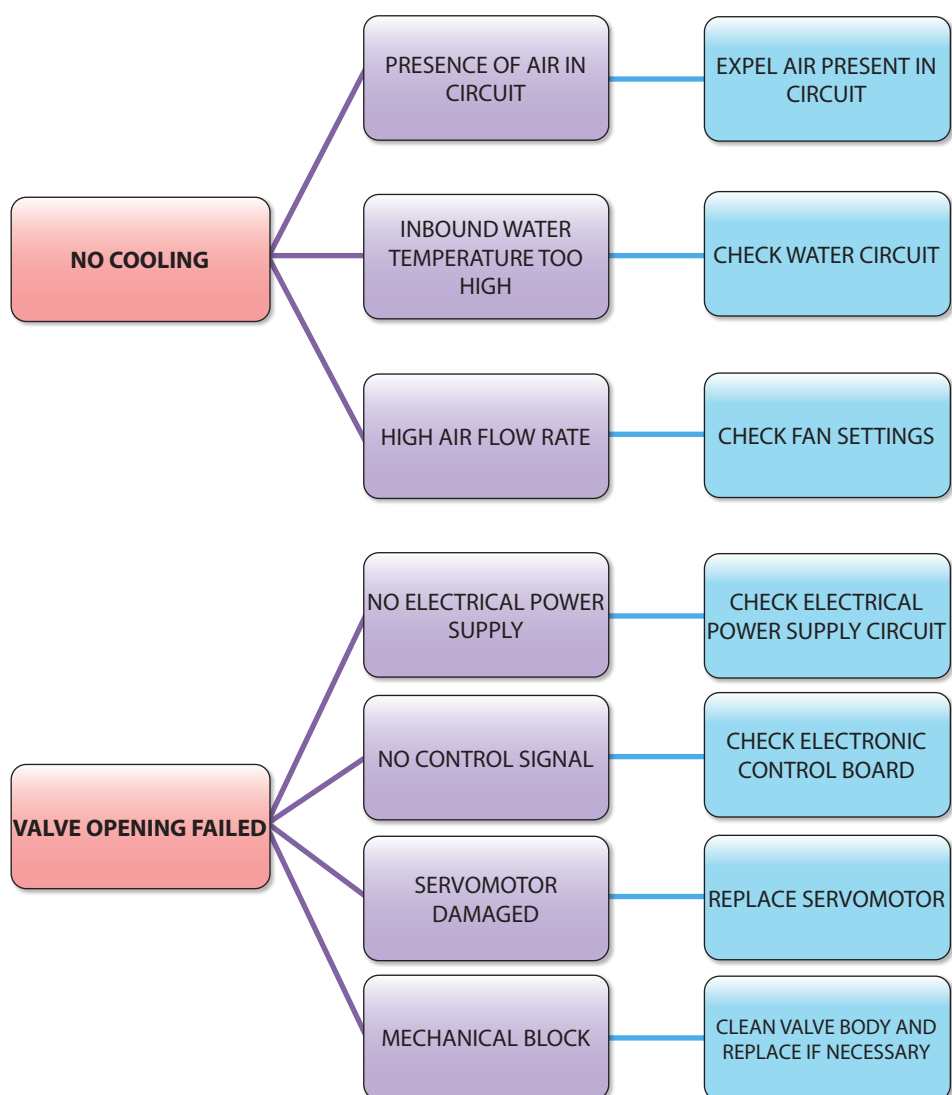 PRESENCE OF AIR IN
CIRCUIT
EXPEL AIR PRESENT IN
CIRCUIT
NO COOLING
INBOUND WATER
TEMPERATURE TOO
HIGH
CHECK WATER CIRCUIT
HIGH AIR FLOW RATE
CHECK FAN SETTINGS
NO ELECTRICAL POWER
SUPPLY
CHECK ELECTRICAL
POWER SUPPLY CIRCUIT
VALVE OPENING FAILED
NO CONTROL SIGNAL
CHECK ELECTRONIC
CONTROL BOARD
SERVOMOTOR
DAMAGED
REPLACE SERVOMOTOR
MECHANICAL BLOCK
CLEAN VALVE BODY AND
REPLACE IF NECESSARY